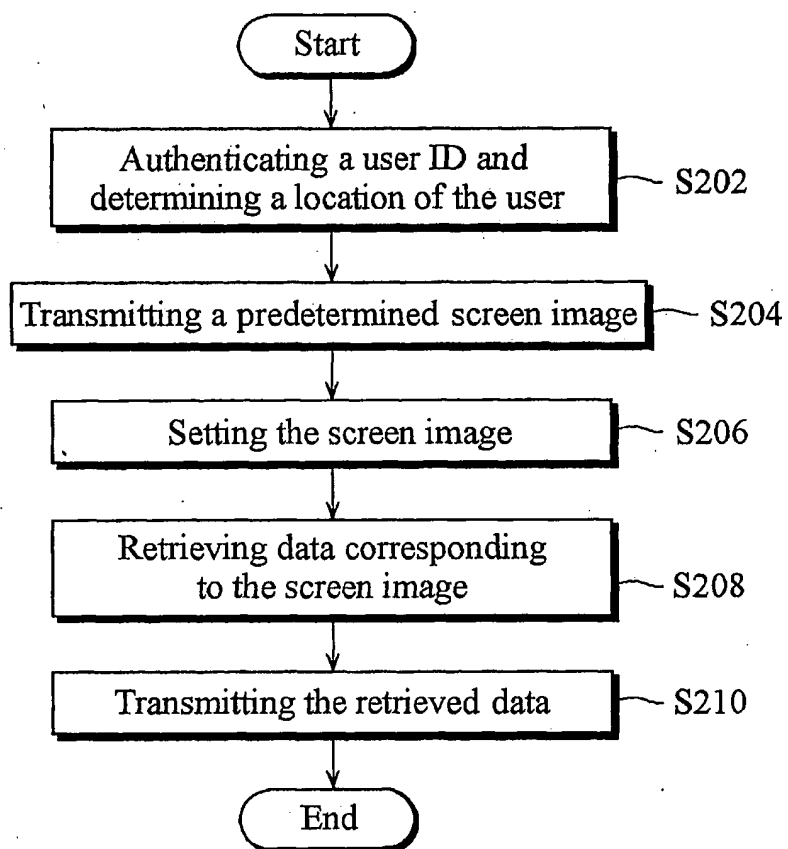 Start
Authenticating a user ID and
determining a location of the user
S202
Transmitting a predetermined screen image
S204
Setting the screen image
S206
Retrieving data corresponding
to the screen image
S208
Transmitting the retrieved data
S210
End